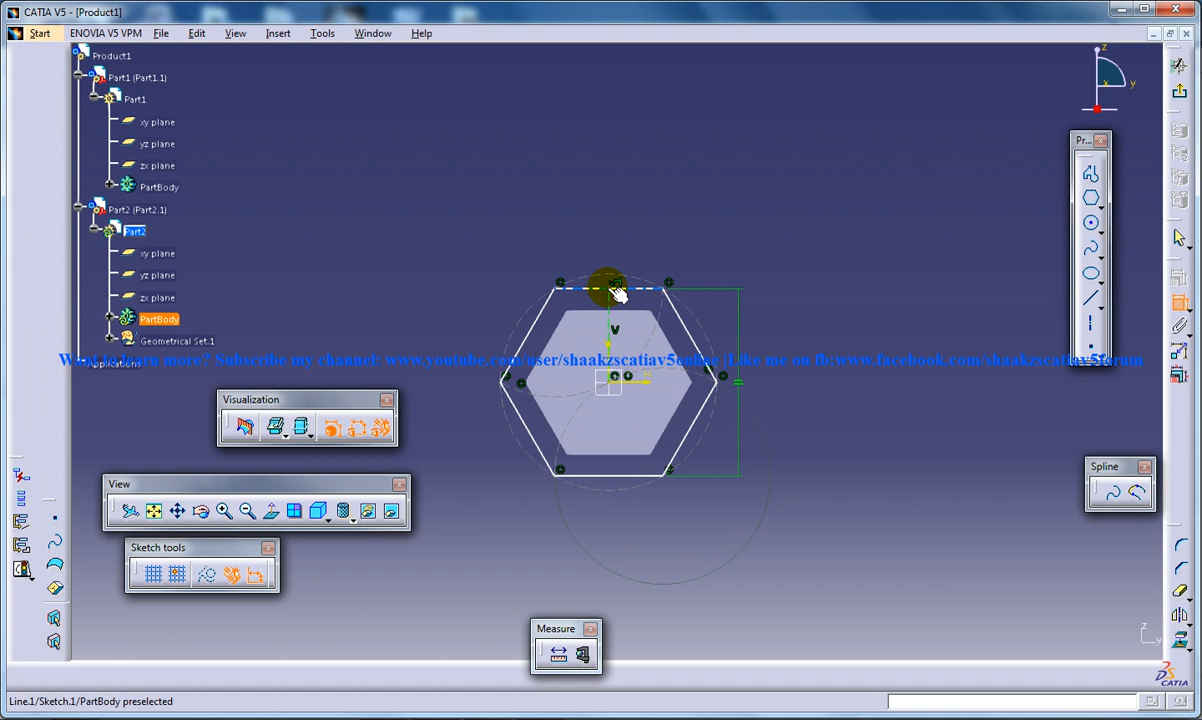 CATIA V5 - [Product1]
Start ENOVIA V5 VPM File Edit View Insert Tools Window Help
Product1
Part1 (Part1.1)
Part1
xy plane
yz plane
zx plane
PartBody
Part2 (Part2.1)
Part2
xy plane
yz plane
zx plane
PartBody
Geometrical Set.1
Applications
Want to learn more? Subscribe my channel: www.youtube.com/user/shaakzscatiav5online |Like me on fb:www.facebook.com/shaakzscatiav5forum
z
y
x
Pr...
V
H
Visualization
View
Sketch tools
Spline
Measure
z
y
CATIA
Line.1/Sketch.1/PartBody preselected